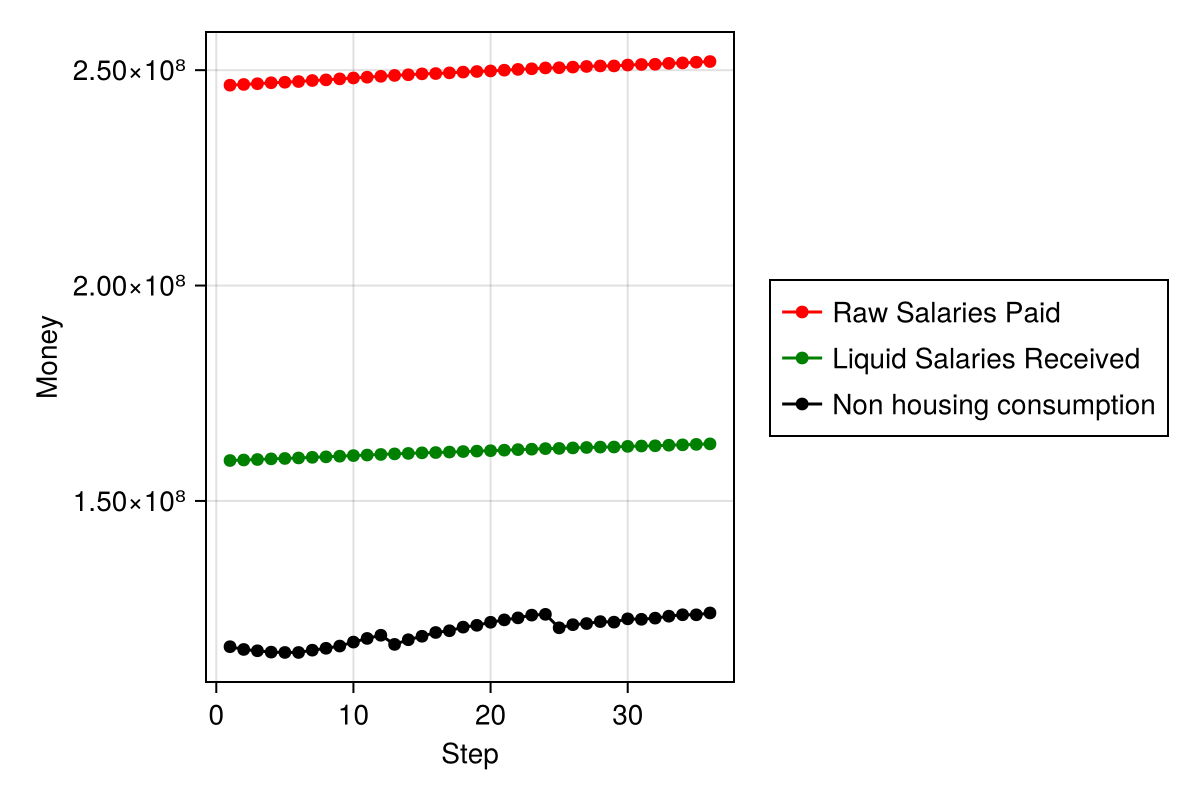 2.50×10⁸
2.00×10⁸
1.50×10⁸
Money
0 10 20 30
Step
Raw Salaries Paid
Liquid Salaries Received
Non housing consumption